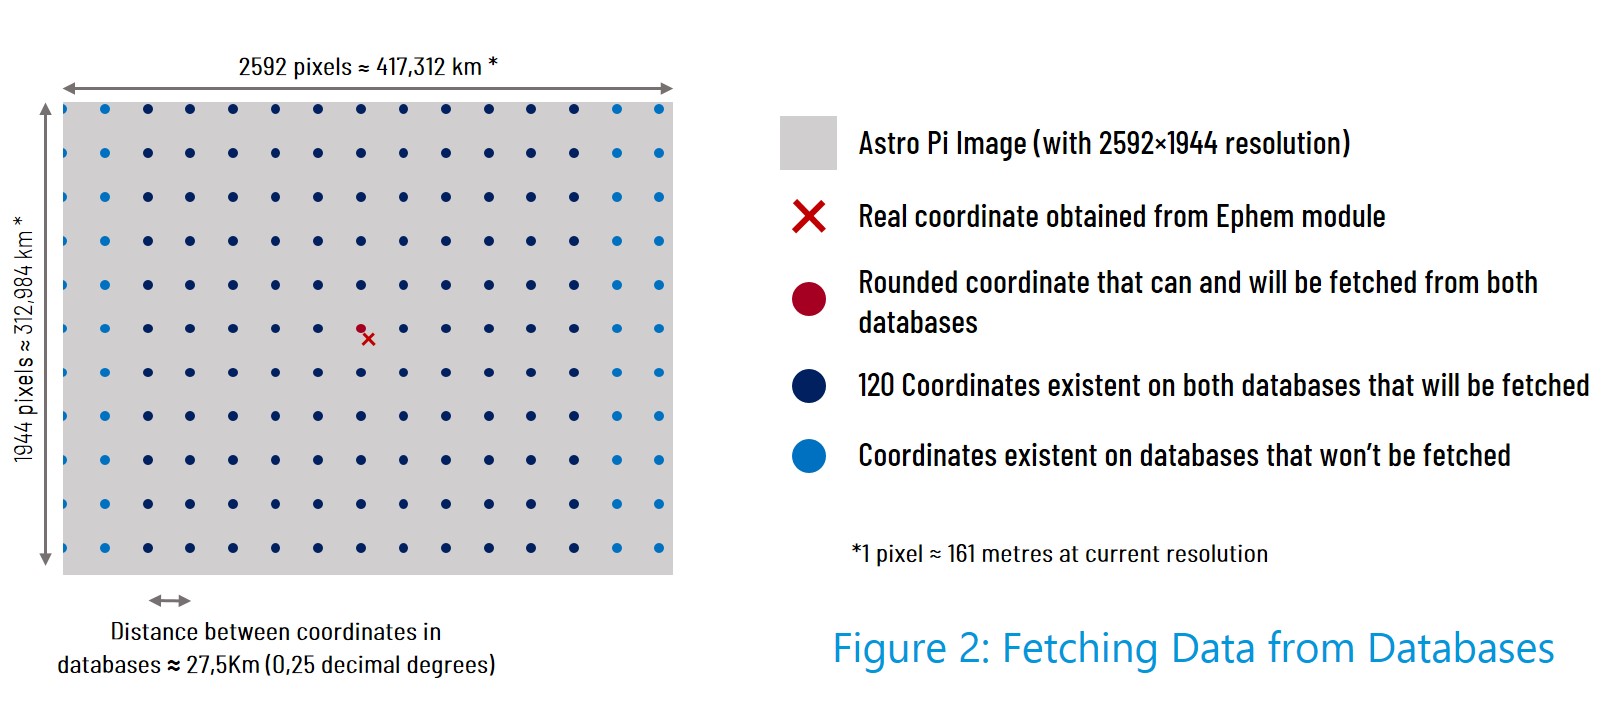 2592 pixels ≈ 417,312 km *
1944 pixels ≈ 312,984 km *
Distance between coordinates in
databases ≈ 27,5Km (0,25 decimal degrees)
Astro Pi Image (with 2592×1944 resolution)
Real coordinate obtained from Ephem module
Rounded coordinate that can and will be fetched from both
databases
120 Coordinates existent on both databases that will be fetched
Coordinates existent on databases that won't be fetched
*1 pixel ≈ 161 metres at current resolution
Figure 2: Fetching Data from Databases